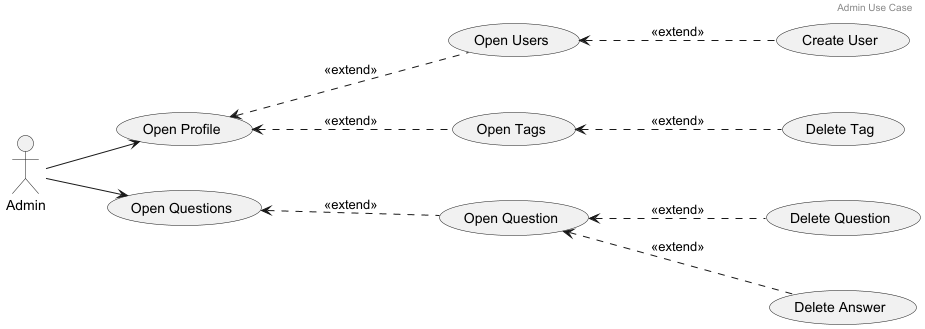 Admin Use Case
Open Users
«extend»
Create User
«extend»
Open Profile
«extend»
Open Tags
«extend»
Delete Tag
Admin
Open Questions
«extend»
Open Question
«extend»
Delete Question
«extend»
Delete Answer